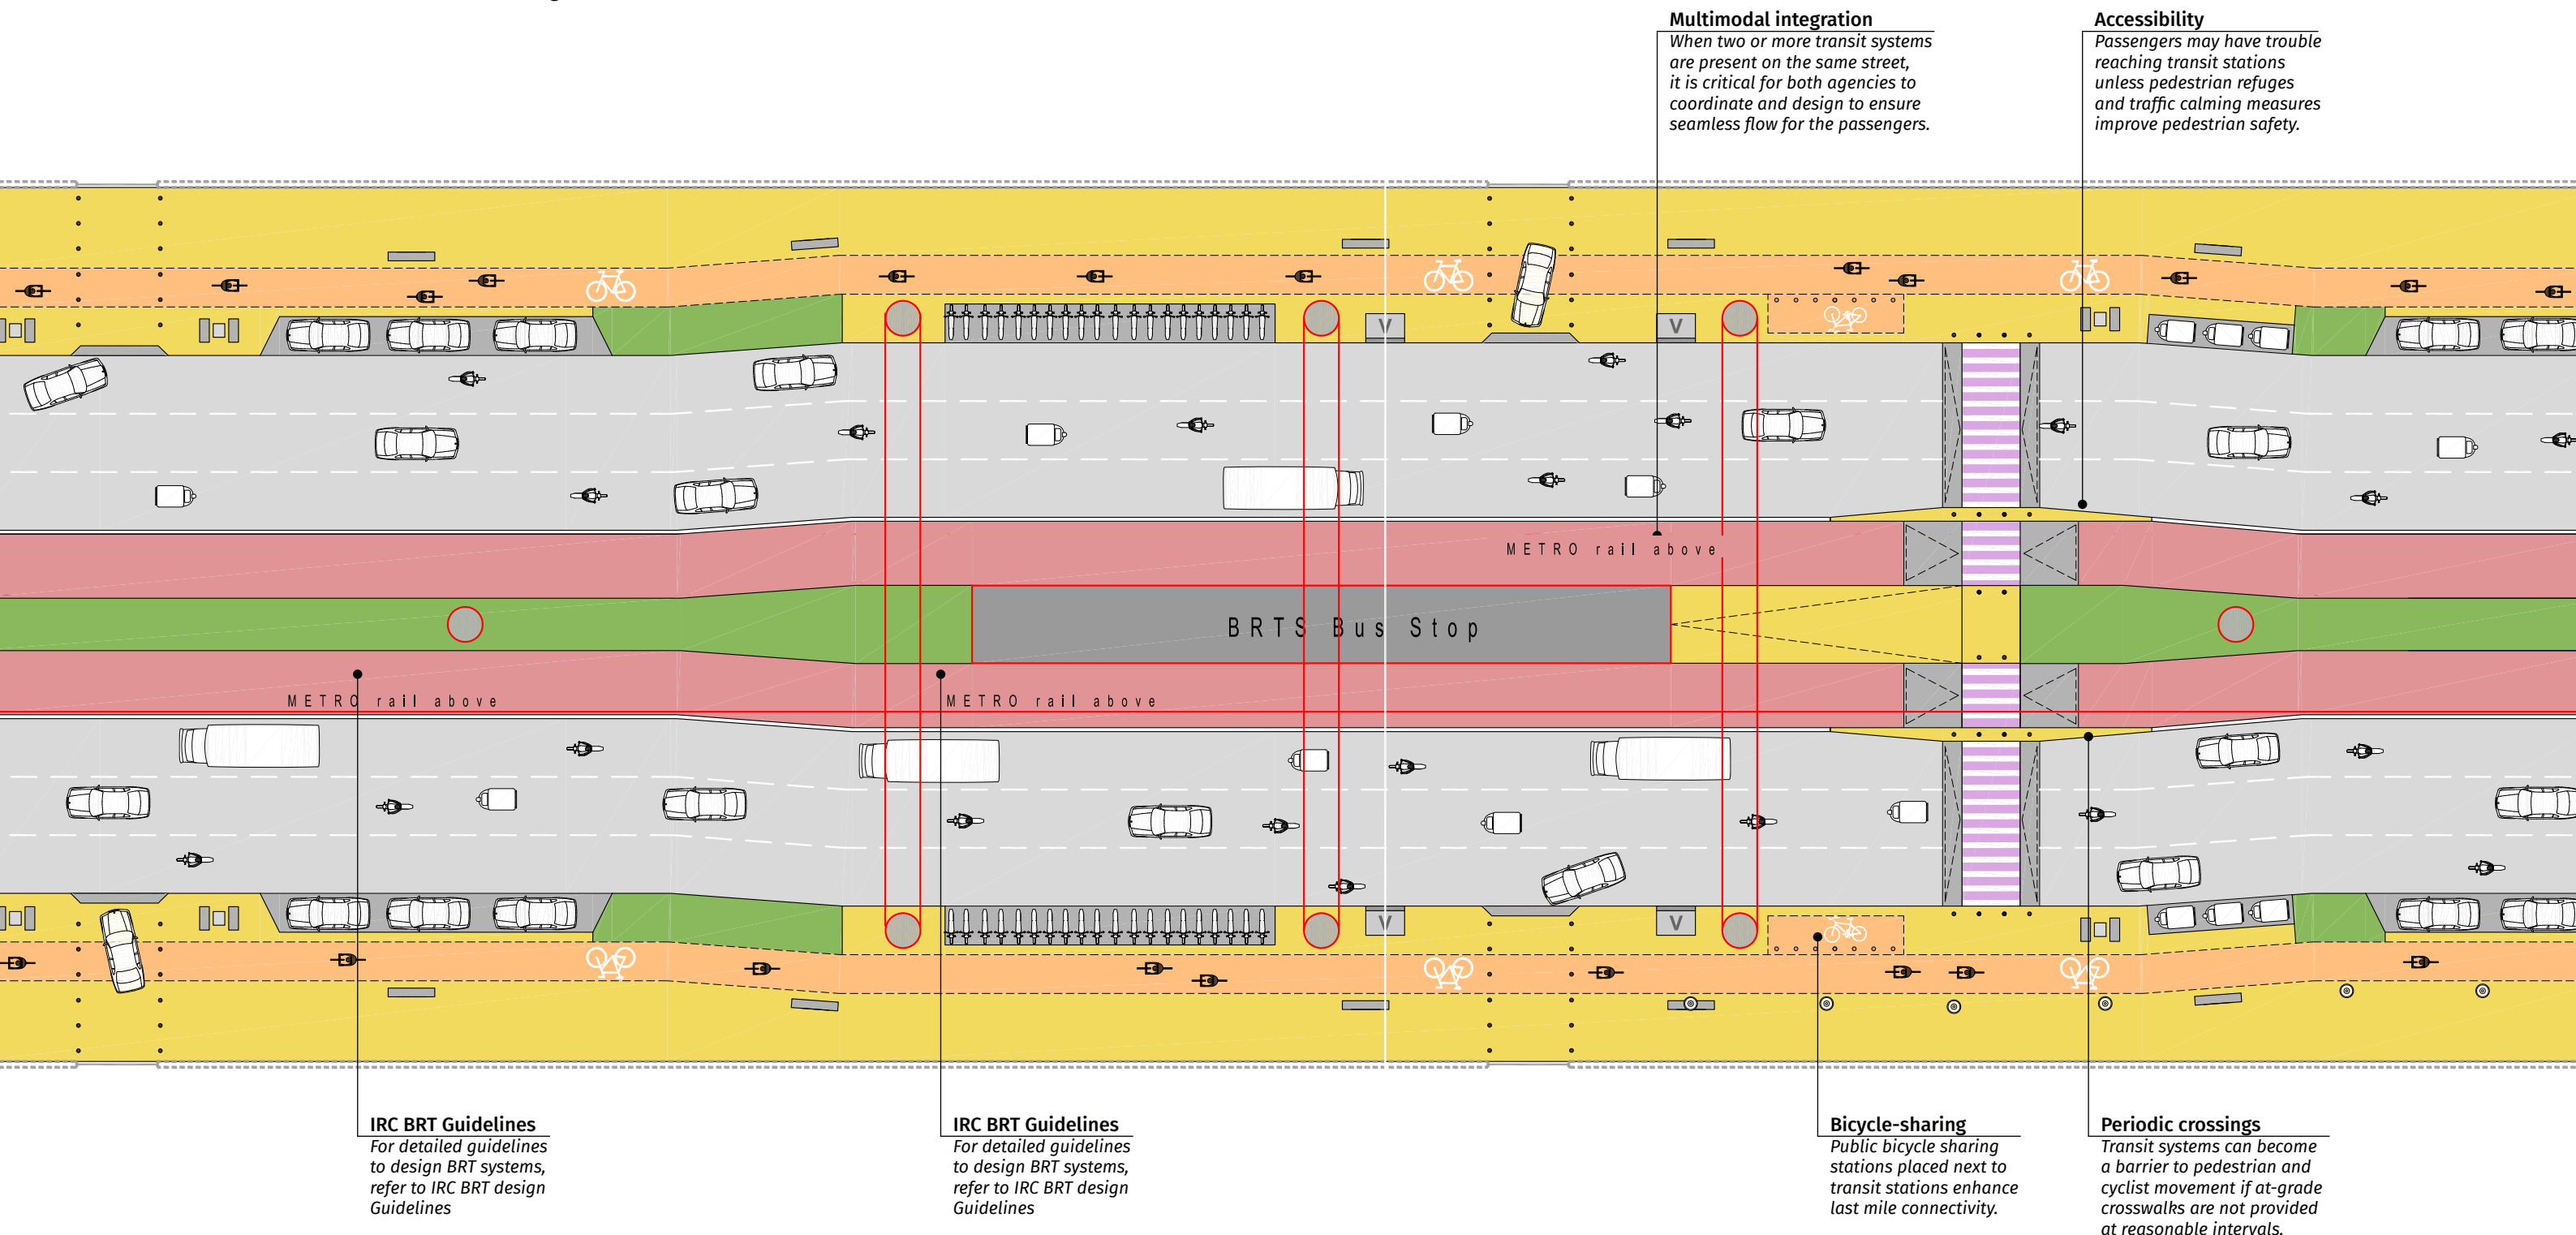 Multimodal integration
When two or more transit systems
are present on the same street,
it is critical for both agencies to
coordinate and design to ensure
seamless flow for the passengers.
Accessibility
Passengers may have trouble
reaching transit stations
unless pedestrian refuges
and traffic calming measures
improve pedestrian safety.
V
V
METRO rail above
BRTS Bus Stop
METRO rail above
METRO rail above
V
V
IRC BRT Guidelines
For detailed guidelines
to design BRT systems,
refer to IRC BRT design
Guidelines
IRC BRT Guidelines
For detailed guidelines
to design BRT systems,
refer to IRC BRT design
Guidelines
Bicycle-sharing
Public bicycle sharing
stations placed next to
transit stations enhance
last mile connectivity.
Periodic crossings
Transit systems can become
a barrier to pedestrian and
cyclist movement if at-grade
crosswalks are not provided
at reasonable intervals.